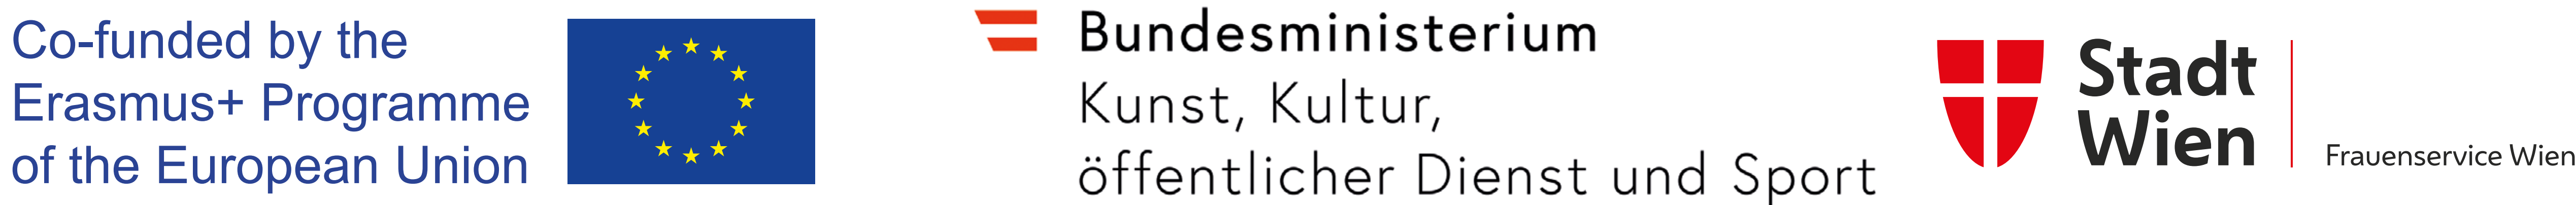 Co-funded by the
Erasmus+ Programme
of the European Union
Bundesministerium
Kunst, Kultur,
öffentlicher Dienst und Sport
Stadt
Wien
Frauenservice Wien